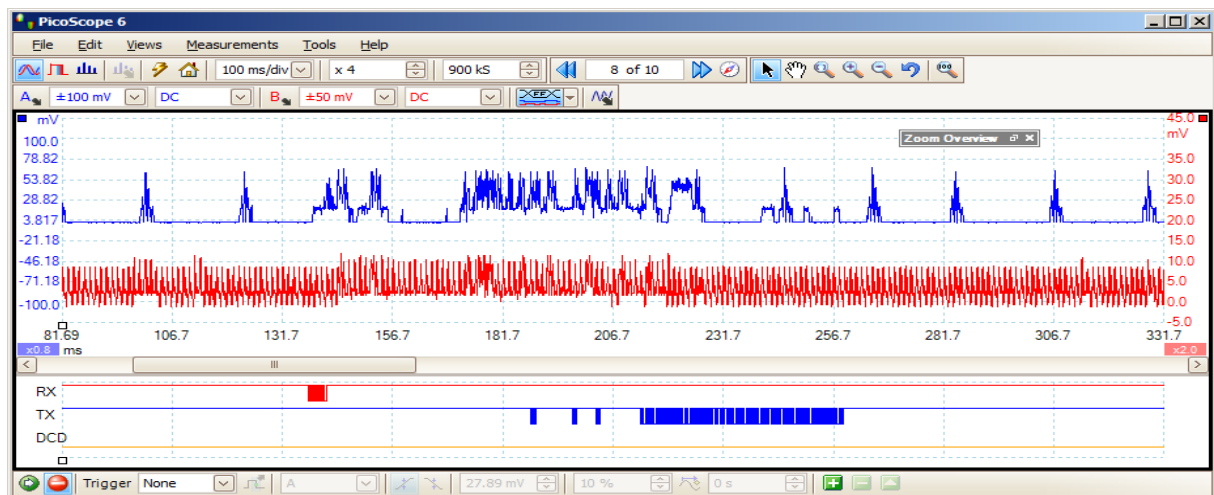 PicoScope 6
File Edit Views Measurements Tools Help
100 ms/div x 4 900 kS 8 of 10
A ±100 mV DC B ±50 mV DC
mV 45.0
Zoom Overview mV
100.0
78.82 35.0
53.82 30.0
28.82 25.0
3.817 20.0
-21.18 15.0
-46.18 10.0
-71.18 5.0
-100.0 0.0
-5.0
81.69 106.7 131.7 156.7 181.7 206.7 231.7 256.7 281.7 306.7 331.7
x0.8 ms x2.0
RX
TX
DCD
Trigger None A 27.89 mV 10 % 0 s